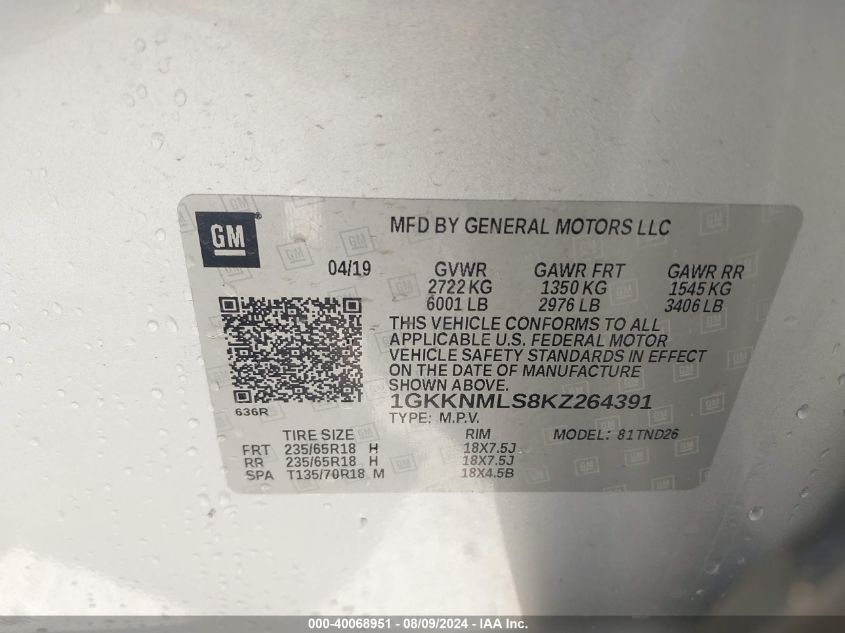 GM
MFD BY GENERAL MOTORS LLC
04/19
GVWR GAWR FRT GAWR RR
2722 KG 1350 KG 1545 KG
6001 LB 2976 LB 3406 LB
THIS VEHICLE CONFORMS TO ALL
APPLICABLE U.S. FEDERAL MOTOR
VEHICLE SAFETY STANDARDS IN EFFECT
ON THE DATE OF MANUFACTURE
SHOWN ABOVE.
1GKKNMLS8KZ264391
636R
TYPE: M.P.V.
TIRE SIZE RIM MODEL: 81TND26
FRT 235/65R18 H 18X7.5J
RR 235/65R18 H 18X7.5J
SPA T135/70R18 M 18X4.5B
000-40068951 - 08/09/2024 - IAA Inc.